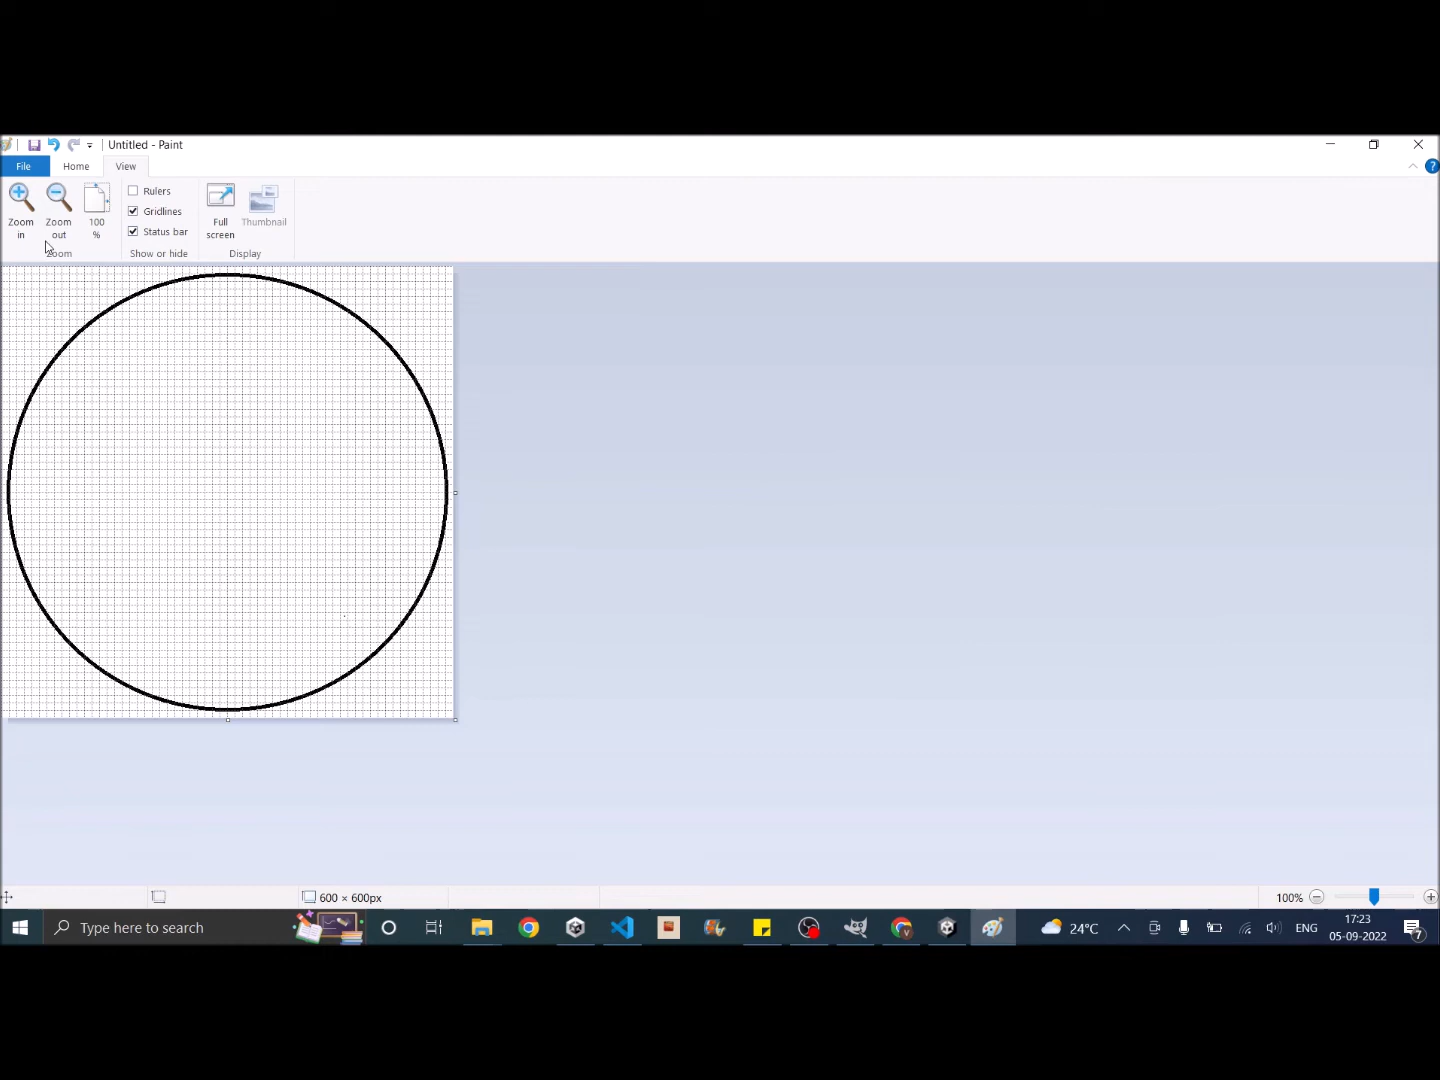 Untitled - Paint
File Home View
Zoom in
Zoom out
100 %
Rulers
Gridlines
Status bar
Full screen
Thumbnail
Zoom
Show or hide
Display
600 × 600px
100%
Type here to search
24°C
ENG
17:23
05-09-2022
7